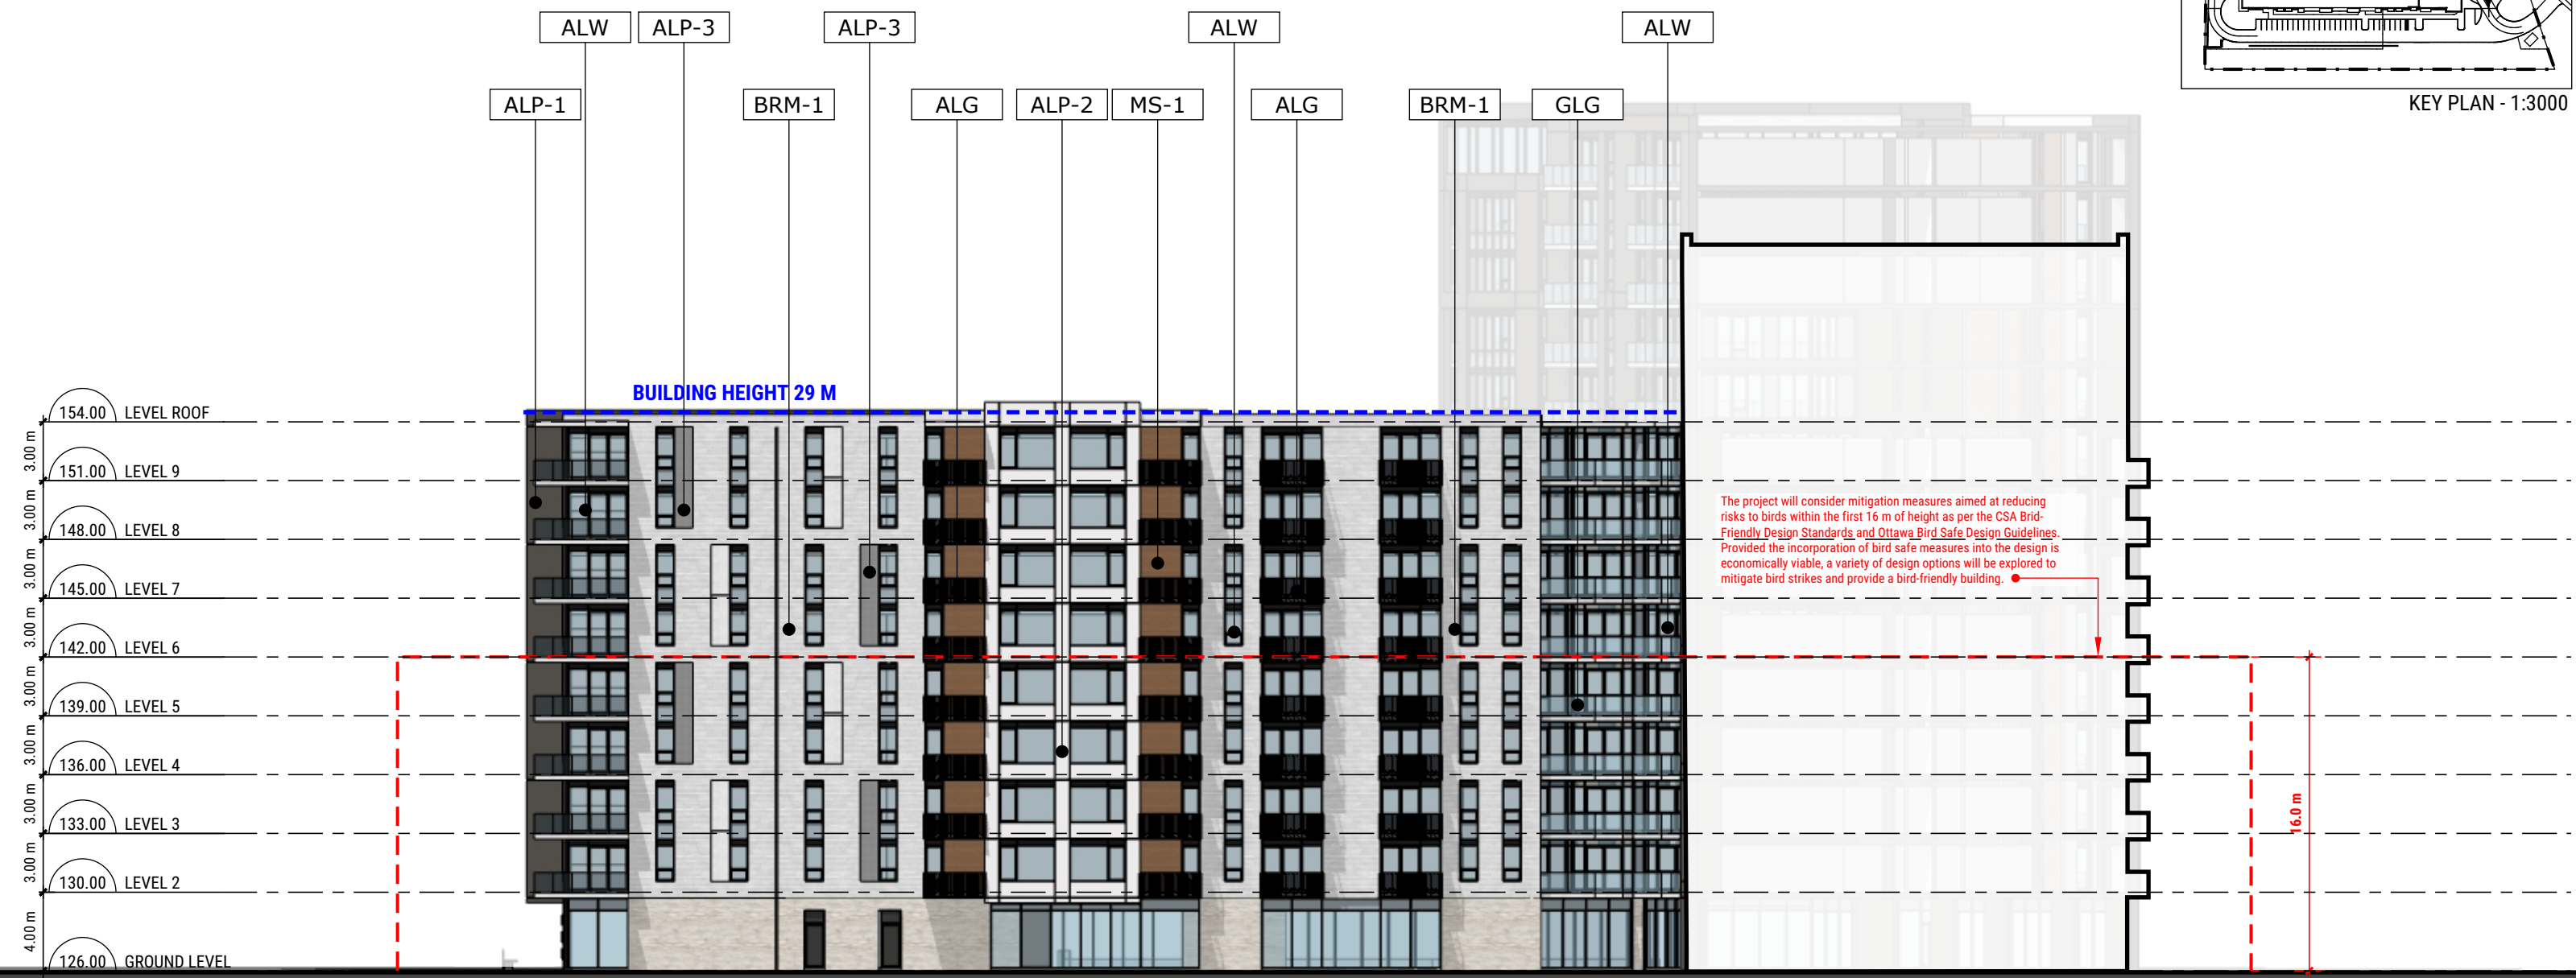 ALW
ALP-3
ALP-3
ALW
ALW
ALP-1
BRM-1
ALG
ALP-2
MS-1
ALG
BRM-1
GLG
KEY PLAN - 1:3000
BUILDING HEIGHT 29 M
154.00 LEVEL ROOF
3.00 m
151.00 LEVEL 9
3.00 m
148.00 LEVEL 8
3.00 m
145.00 LEVEL 7
3.00 m
142.00 LEVEL 6
3.00 m
139.00 LEVEL 5
3.00 m
136.00 LEVEL 4
3.00 m
133.00 LEVEL 3
3.00 m
130.00 LEVEL 2
4.00 m
126.00 GROUND LEVEL
The project will consider mitigation measures aimed at reducing
risks to birds within the first 16 m of height as per the CSA Brid-
Friendly Design Standards and Ottawa Bird Safe Design Guidelines.
Provided the incorporation of bird safe measures into the design is
economically viable, a variety of design options will be explored to
mitigate bird strikes and provide a bird-friendly building.
16.0 m